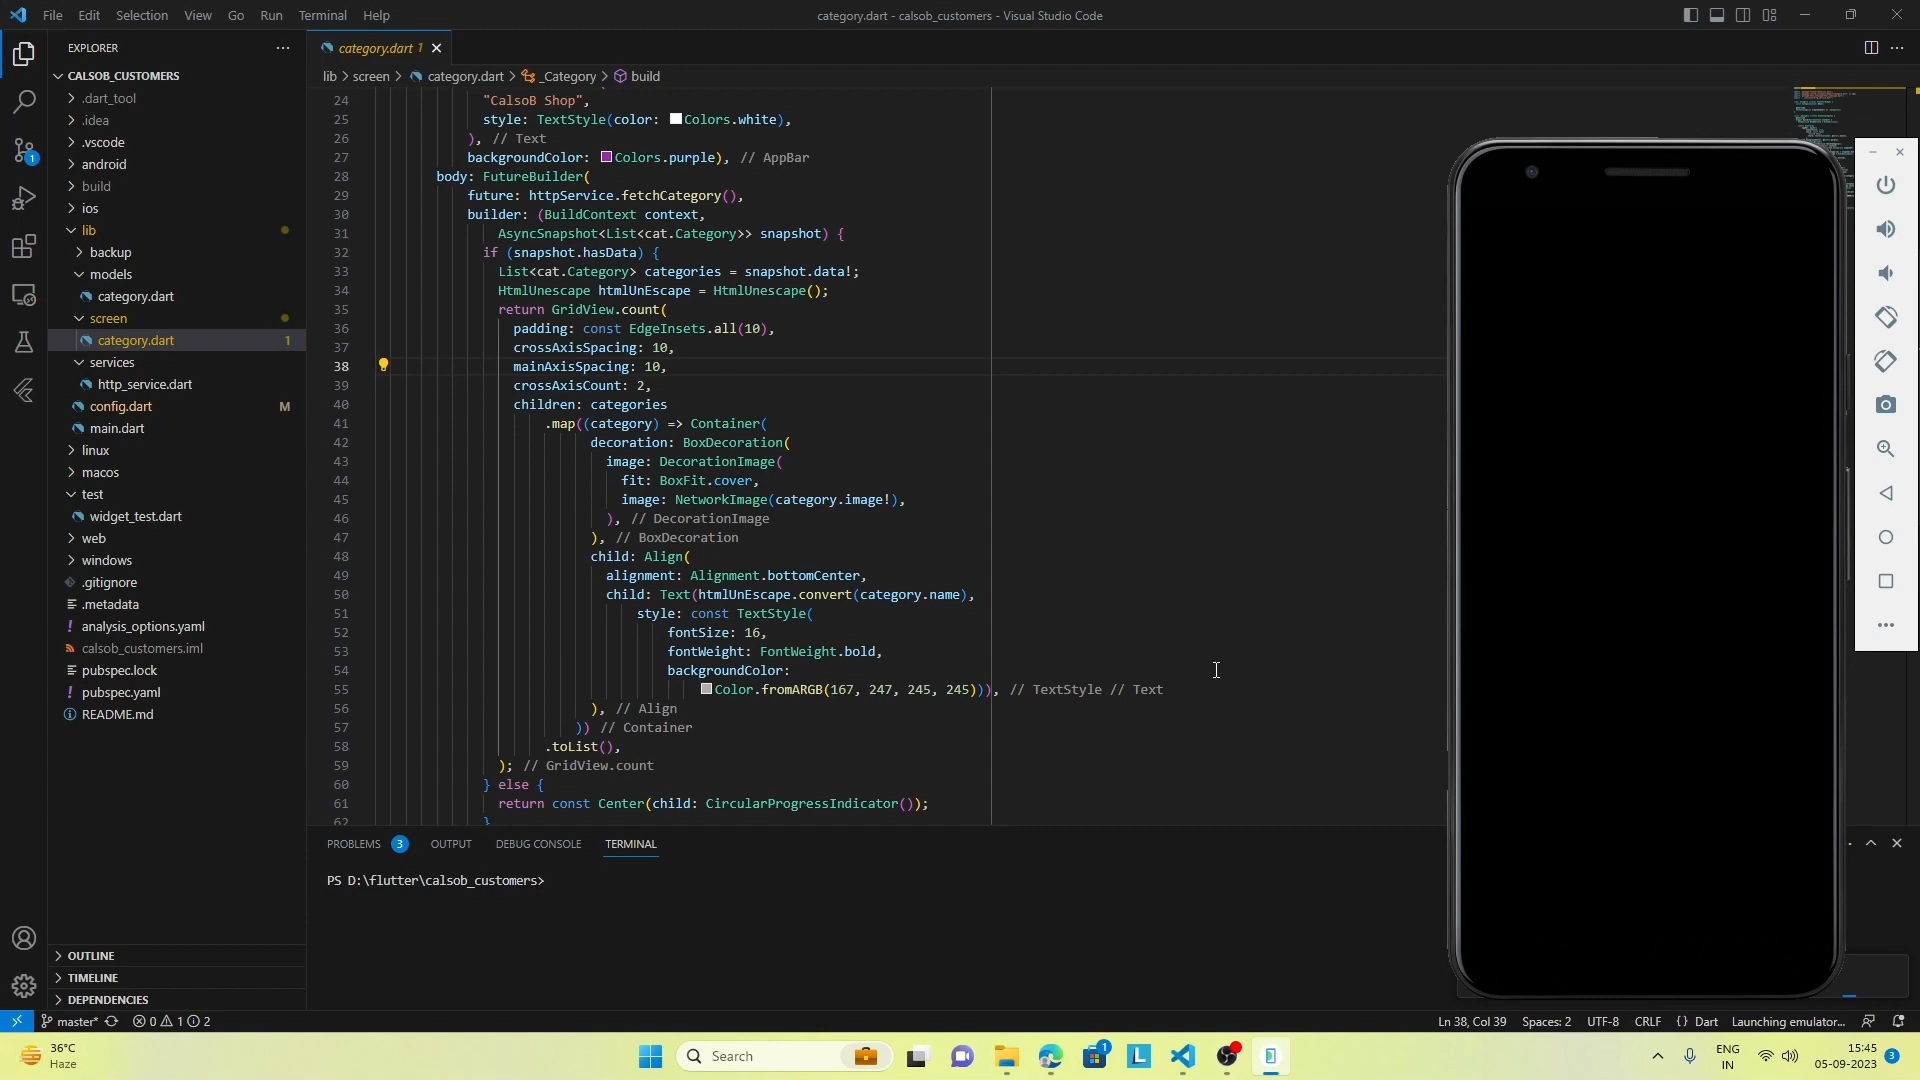 File Edit Selection View Go Run Terminal Help
category.dart - calsob_customers - Visual Studio Code
EXPLORER
CALSOB_CUSTOMERS
.dart_tool
.idea
.vscode
android
build
ios
lib
backup
models
category.dart
screen
category.dart 1
services
http_service.dart
config.dart M
main.dart
linux
macos
test
widget_test.dart
web
windows
.gitignore
.metadata
analysis_options.yaml
calsob_customers.iml
pubspec.lock
pubspec.yaml
README.md
OUTLINE
TIMELINE
DEPENDENCIES
category.dart 1
lib > screen > category.dart > _Category > build
24 "CalsoB Shop",
25 style: TextStyle(color: Colors.white),
26 ), // Text
27 backgroundColor: Colors.purple), // AppBar
28 body: FutureBuilder(
29 future: httpService.fetchCategory(),
30 builder: (BuildContext context,
31 AsyncSnapshot<List<cat.Category>> snapshot) {
32 if (snapshot.hasData) {
33 List<cat.Category> categories = snapshot.data!;
34 HtmlUnescape htmlUnEscape = HtmlUnescape();
35 return GridView.count(
36 padding: const EdgeInsets.all(10),
37 crossAxisSpacing: 10,
38 mainAxisSpacing: 10,
39 crossAxisCount: 2,
40 children: categories
41 .map((category) => Container(
42 decoration: BoxDecoration(
43 image: DecorationImage(
44 fit: BoxFit.cover,
45 image: NetworkImage(category.image!),
46 ), // DecorationImage
47 ), // BoxDecoration
48 child: Align(
49 alignment: Alignment.bottomCenter,
50 child: Text(htmlUnEscape.convert(category.name),
51 style: const TextStyle(
52 fontSize: 16,
53 fontWeight: FontWeight.bold,
54 backgroundColor:
55 Color.fromARGB(167, 247, 245, 245))), // TextStyle // Text
56 ), // Align
57 )) // Container
58 .toList(),
59 ); // GridView.count
60 } else {
61 return const Center(child: CircularProgressIndicator());
62 }
PROBLEMS 3 OUTPUT DEBUG CONSOLE TERMINAL
PS D:\flutter\calsob_customers>
1
master* 0 1 2
Ln 38, Col 39 Spaces: 2 UTF-8 CRLF {} Dart Launching emulator...
36°C
Haze
Search
1
L
ENG
IN
15:45
05-09-2023
3